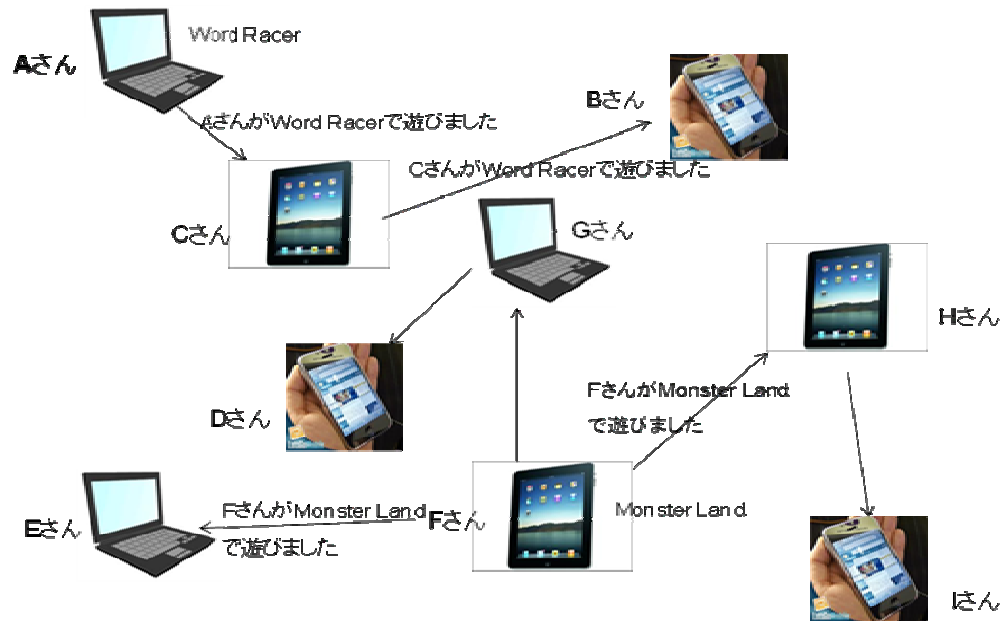 Word Racer
Aさん
AさんがWord Racerで遊びました
Bさん
CさんがWord Racerで遊びました
Cさん
Gさん
Hさん
FさんがMonster Land
で遊びました
Dさん
FさんがMonster Land
で遊びました
Eさん
Fさん
Monster Land
Iさん